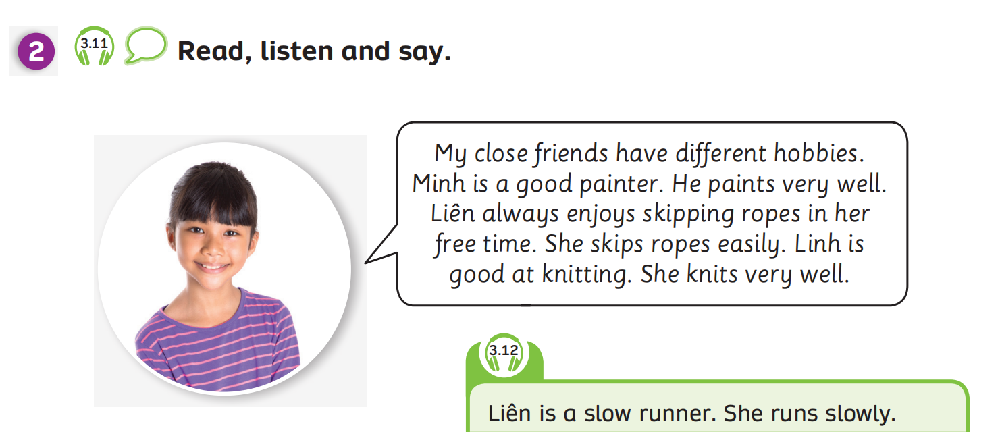 2 3.11 Read, listen and say.
My close friends have different hobbies.
Minh is a good painter. He paints very well.
Liên always enjoys skipping ropes in her
free time. She skips ropes easily. Linh is
good at knitting. She knits very well.
3.12
Liên is a slow runner. She runs slowly.